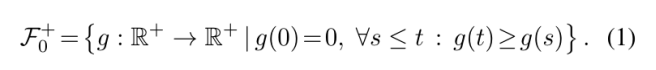 ℱ₀⁺ = {g : ℝ⁺ → ℝ⁺ | g(0)=0, ∀s ≤ t : g(t)≥g(s)} . (1)